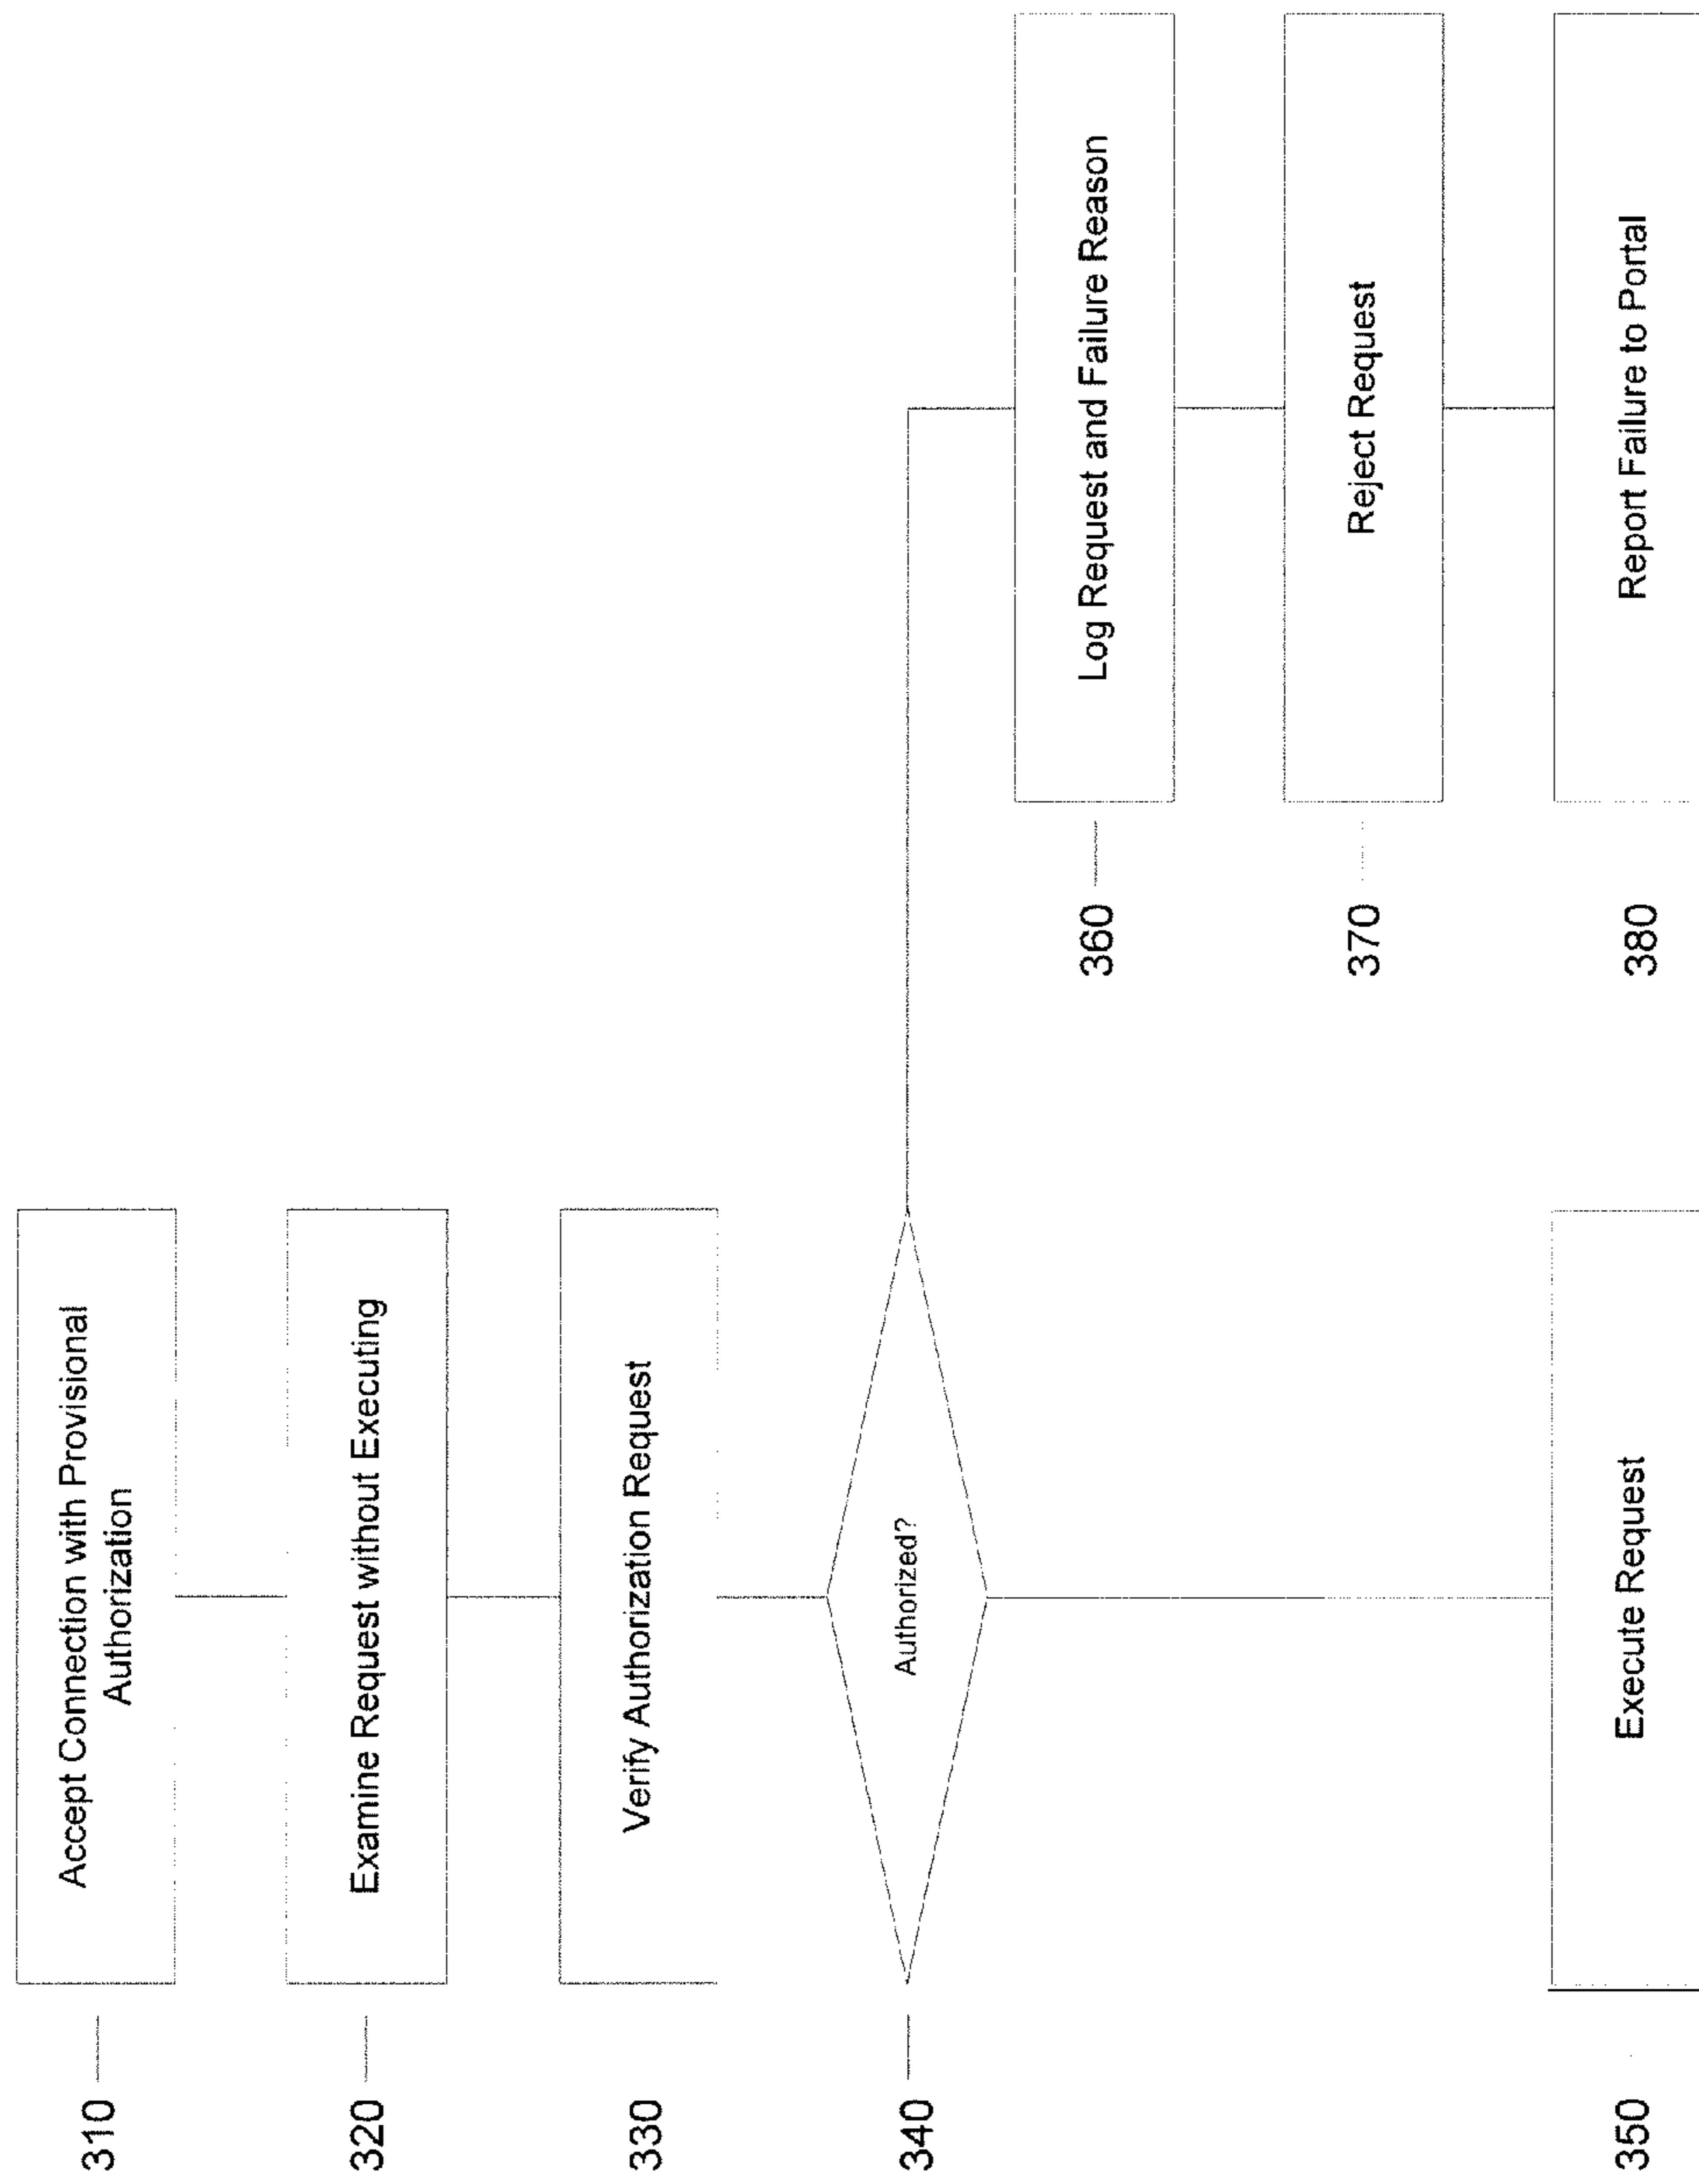 310
Accept Connection with Provisional
Authorization
320
Examine Request without Executing
330
Verify Authorization Request
340
Authorized?
350
Execute Request
360
Log Request and Failure Reason
370
Reject Request
380
Report Failure to Portal